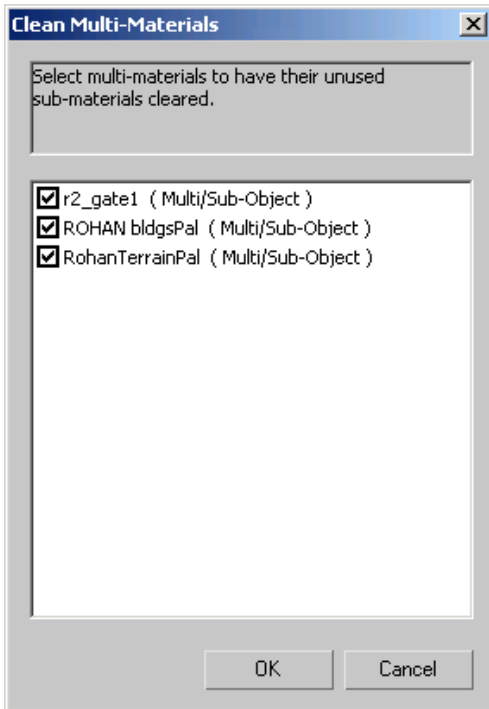 Clean Multi-Materials
Select multi-materials to have their unused
sub-materials cleared.
r2_gate1 ( Multi/Sub-Object )
ROHAN bldgsPal ( Multi/Sub-Object )
RohanTerrainPal ( Multi/Sub-Object )
OK Cancel